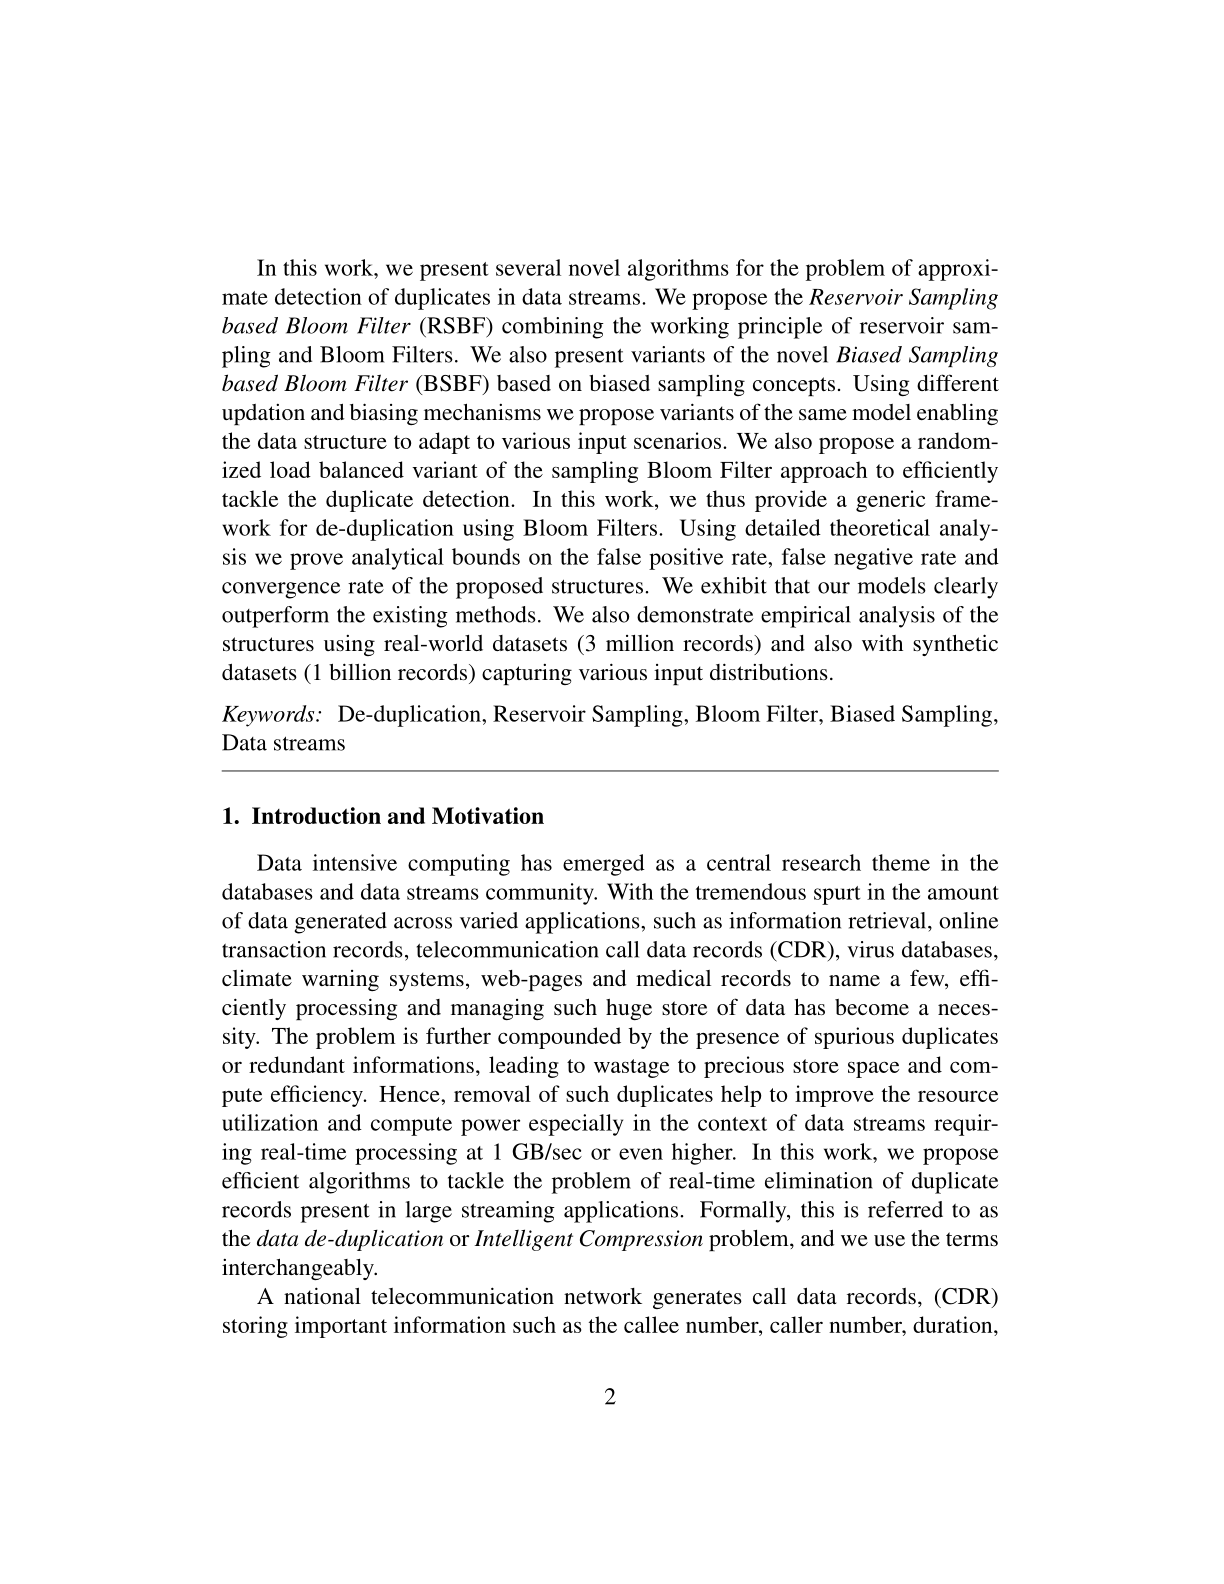 In this work, we present several novel algorithms for the problem of approxi-
mate detection of duplicates in data streams. We propose the Reservoir Sampling
based Bloom Filter (RSBF) combining the working principle of reservoir sam-
pling and Bloom Filters. We also present variants of the novel Biased Sampling
based Bloom Filter (BSBF) based on biased sampling concepts. Using different
updation and biasing mechanisms we propose variants of the same model enabling
the data structure to adapt to various input scenarios. We also propose a random-
ized load balanced variant of the sampling Bloom Filter approach to efficiently
tackle the duplicate detection. In this work, we thus provide a generic frame-
work for de-duplication using Bloom Filters. Using detailed theoretical analy-
sis we prove analytical bounds on the false positive rate, false negative rate and
convergence rate of the proposed structures. We exhibit that our models clearly
outperform the existing methods. We also demonstrate empirical analysis of the
structures using real-world datasets (3 million records) and also with synthetic
datasets (1 billion records) capturing various input distributions.
Keywords: De-duplication, Reservoir Sampling, Bloom Filter, Biased Sampling,
Data streams
1. Introduction and Motivation
Data intensive computing has emerged as a central research theme in the
databases and data streams community. With the tremendous spurt in the amount
of data generated across varied applications, such as information retrieval, online
transaction records, telecommunication call data records (CDR), virus databases,
climate warning systems, web-pages and medical records to name a few, effi-
ciently processing and managing such huge store of data has become a neces-
sity. The problem is further compounded by the presence of spurious duplicates
or redundant informations, leading to wastage to precious store space and com-
pute efficiency. Hence, removal of such duplicates help to improve the resource
utilization and compute power especially in the context of data streams requir-
ing real-time processing at 1 GB/sec or even higher. In this work, we propose
efficient algorithms to tackle the problem of real-time elimination of duplicate
records present in large streaming applications. Formally, this is referred to as
the data de-duplication or Intelligent Compression problem, and we use the terms
interchangeably.
A national telecommunication network generates call data records, (CDR)
storing important information such as the callee number, caller number, duration,
2